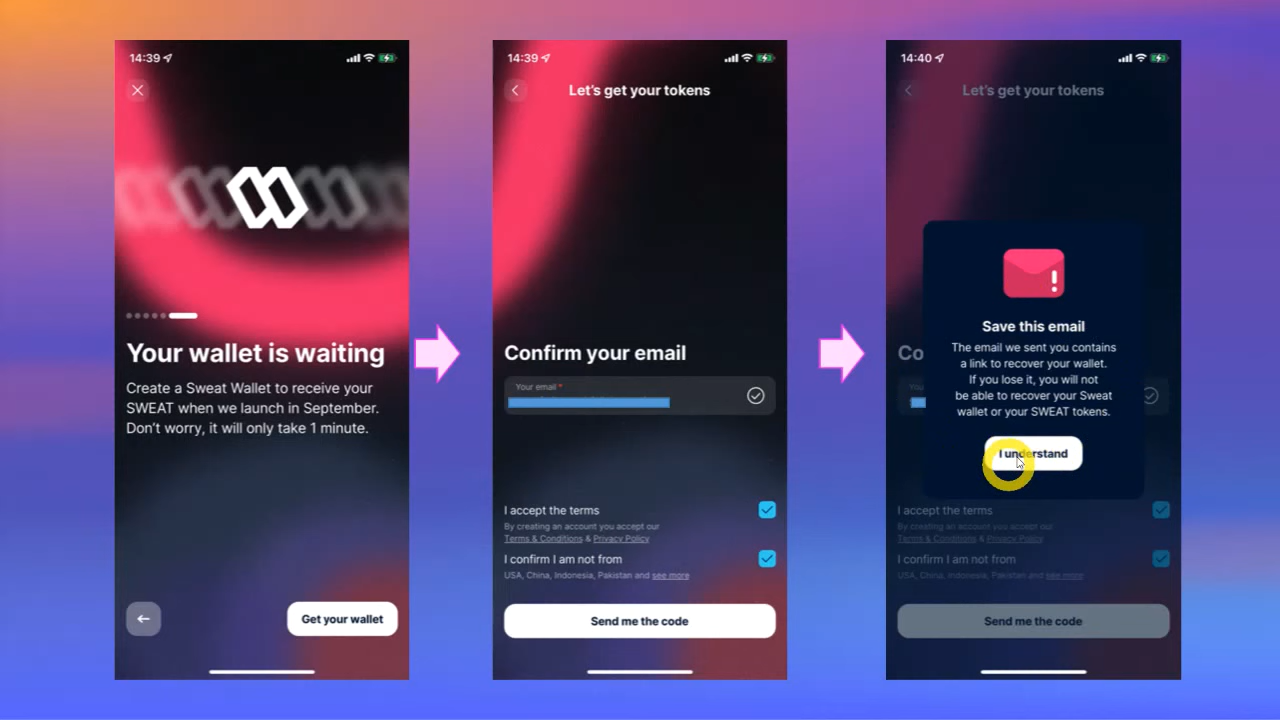 14:39
Your wallet is waiting
Create a Sweat Wallet to receive your
SWEAT when we launch in September.
Don't worry, it will only take 1 minute.
Get your wallet
14:39
Let's get your tokens
Confirm your email
Your email *
I accept the terms
By creating an account you accept our
Terms & Conditions & Privacy Policy
I confirm I am not from
USA, China, Indonesia, Pakistan and see more
Send me the code
14:40
Let's get your tokens
Save this email
The email we sent you contains
a link to recover your wallet.
If you lose it, you will not
be able to recover your Sweat
wallet or your SWEAT tokens.
I understand
Co
You
I accept the terms
By creating an account you accept our
Terms & Conditions & Privacy Policy
I confirm I am not from
USA, China, Indonesia, Pakistan and see more
Send me the code